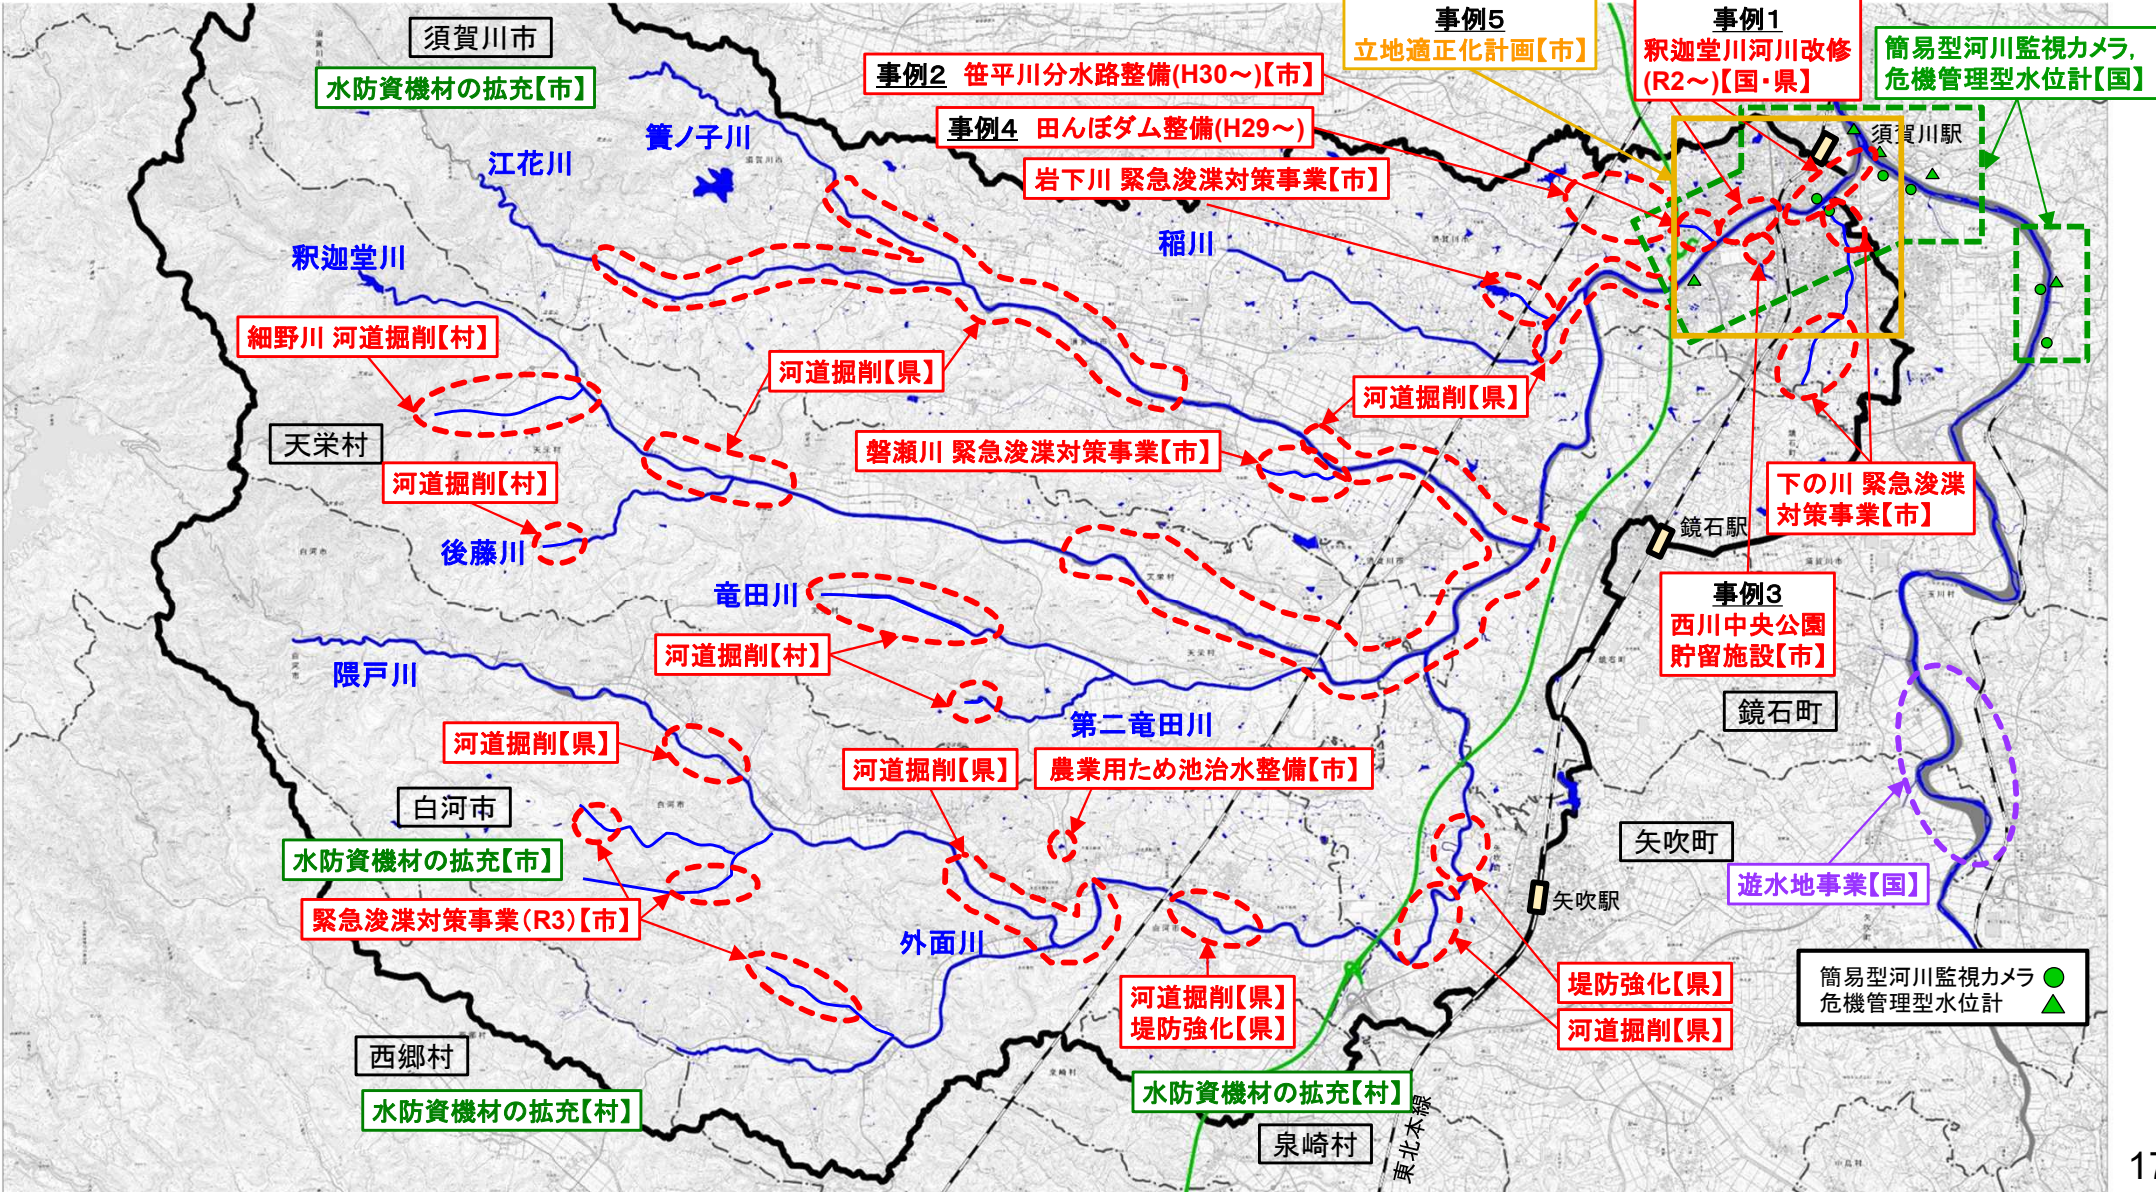 須賀川市
水防資機材の拡充【市】
事例5
立地適正化計画【市】
事例1
釈迦堂川河川改修
(R2～)【国・県】
簡易型河川監視カメラ,
危機管理型水位計【国】
事例2 笹平川分水路整備(H30～)【市】
事例4 田んぼダム整備(H29～)
岩下川 緊急浚渫対策事業【市】
須賀川駅
簀ノ子川
江花川
釈迦堂川
稲川
細野川 河道掘削【村】
河道掘削【県】
河道掘削【県】
天栄村
磐瀬川 緊急浚渫対策事業【市】
河道掘削【村】
後藤川
下の川 緊急浚渫
対策事業【市】
鏡石駅
竜田川
事例3
西川中央公園
貯留施設【市】
河道掘削【村】
隈戸川
第二竜田川
鏡石町
河道掘削【県】
河道掘削【県】
農業用ため池治水整備【市】
白河市
水防資機材の拡充【市】
矢吹町
遊水地事業【国】
矢吹駅
緊急浚渫対策事業(R3)【市】
外面川
河道掘削【県】
堤防強化【県】
堤防強化【県】
河道掘削【県】
簡易型河川監視カメラ
危機管理型水位計
西郷村
水防資機材の拡充【村】
水防資機材の拡充【村】
泉崎村
東北本線
17